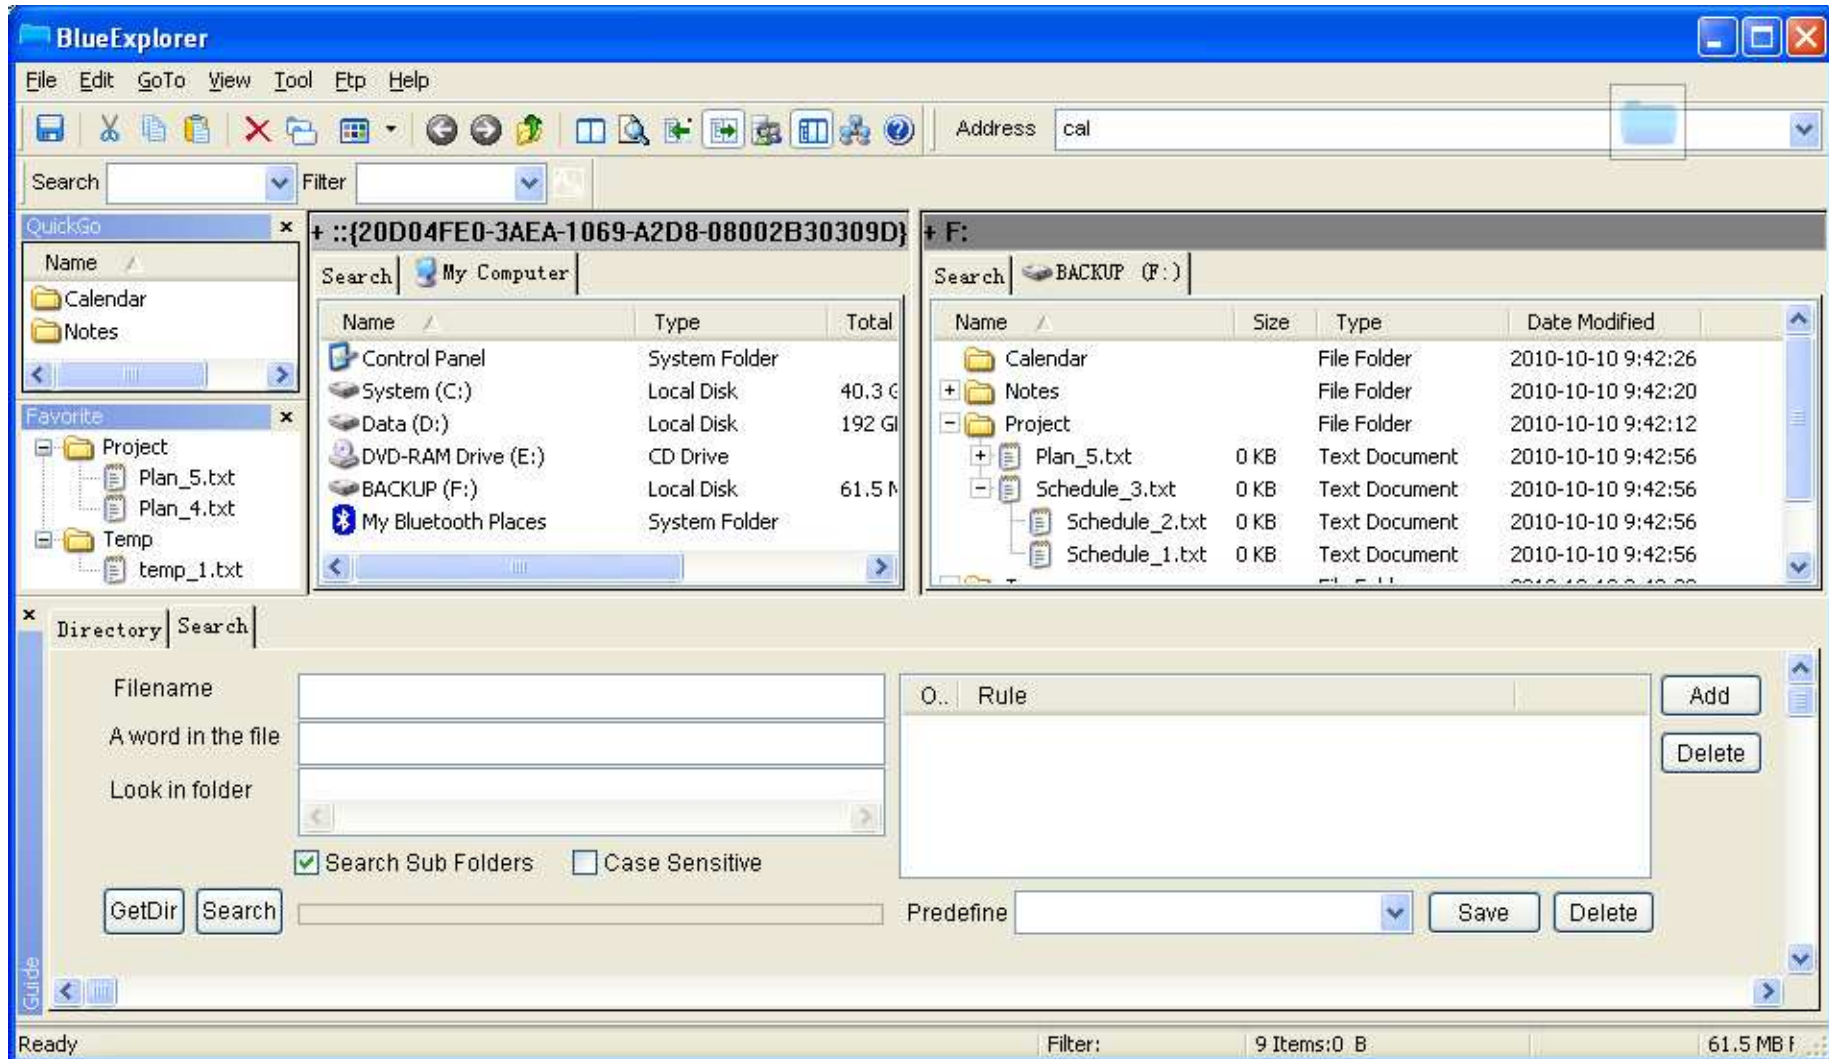 BlueExplorer
File Edit GoTo View Tool Ftp Help
Address cal
Search Filter
QuickGo
Name
Calendar
Notes
Favorite
Project
Plan_5.txt
Plan_4.txt
Temp
temp_1.txt
+ ::{20D04FE0-3AEA-1069-A2D8-08002B30309D}
Search My Computer
Name Type Total
Control Panel System Folder
System (C:) Local Disk 40.3 G
Data (D:) Local Disk 192 G
DVD-RAM Drive (E:) CD Drive
BACKUP (F:) Local Disk 61.5 M
My Bluetooth Places System Folder
+ F:
Search BACKUP (F:)
Name Size Type Date Modified
Calendar File Folder 2010-10-10 9:42:26
Notes File Folder 2010-10-10 9:42:20
Project File Folder 2010-10-10 9:42:12
Plan_5.txt 0 KB Text Document 2010-10-10 9:42:56
Schedule_3.txt 0 KB Text Document 2010-10-10 9:42:56
Schedule_2.txt 0 KB Text Document 2010-10-10 9:42:56
Schedule_1.txt 0 KB Text Document 2010-10-10 9:42:56
Directory Search
Filename
A word in the file
Look in folder
Search Sub Folders Case Sensitive
GetDir Search
O.. Rule
Add
Delete
Predefine Save Delete
Guide
Ready Filter: 9 Items:0 B 61.5 MB F